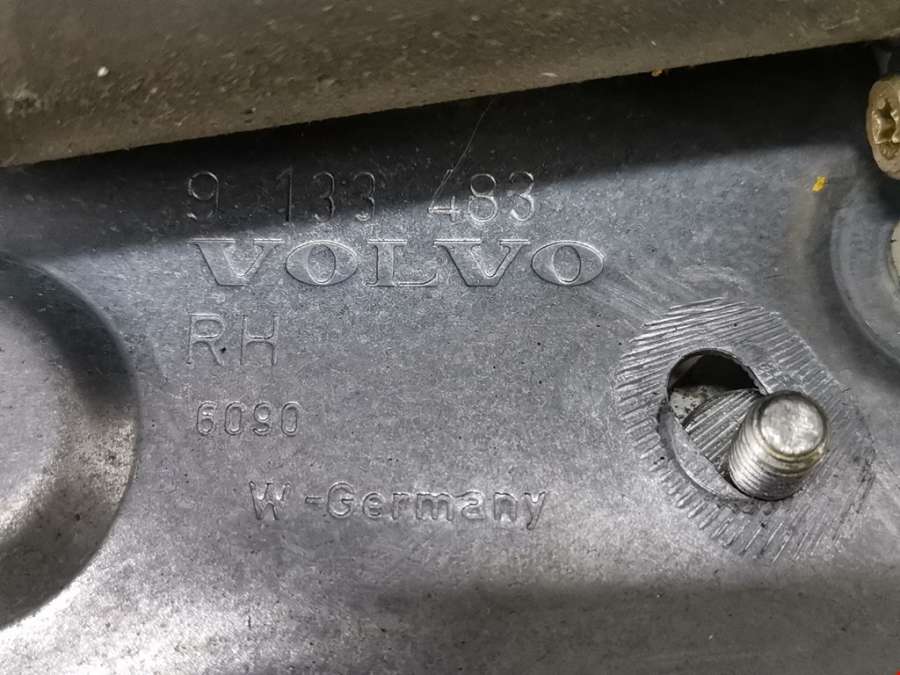 9 133 483
VOLVO
RH
6090
W-Germany